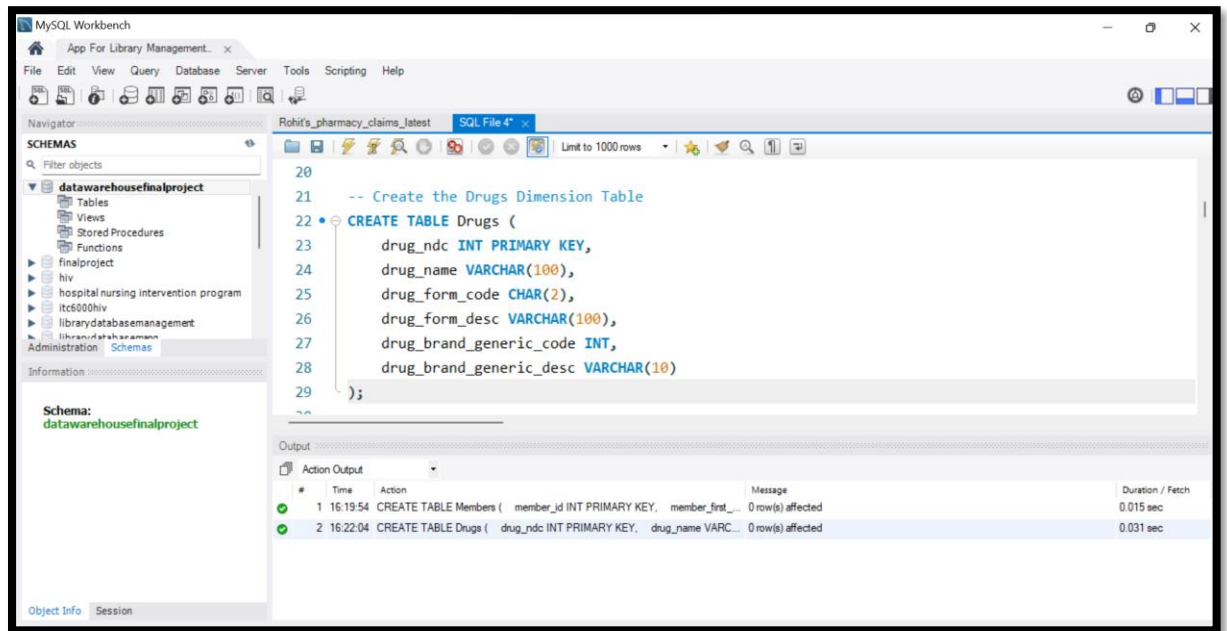 MySQL Workbench
App For Library Management..
File Edit View Query Database Server Tools Scripting Help
Navigator
SCHEMAS
Filter objects
datawarehousefinalproject
Tables
Views
Stored Procedures
Functions
finalproject
hiv
hospital nursing intervention program
itc6000hiv
librarydatabasemanagement
Administration Schemas
Information
Schema:
datawarehousefinalproject
Object Info Session
Rohit's_pharmacy_claims_latest SQL File 4*
Limit to 1000 rows
20
21 -- Create the Drugs Dimension Table
22 CREATE TABLE Drugs (
23 drug_ndc INT PRIMARY KEY,
24 drug_name VARCHAR(100),
25 drug_form_code CHAR(2),
26 drug_form_desc VARCHAR(100),
27 drug_brand_generic_code INT,
28 drug_brand_generic_desc VARCHAR(10)
29 );
Output
Action Output
# Time Action Message Duration / Fetch
1 16:19:54 CREATE TABLE Members ( member_id INT PRIMARY KEY, member_first_... 0 row(s) affected 0.015 sec
2 16:22:04 CREATE TABLE Drugs ( drug_ndc INT PRIMARY KEY, drug_name VARC... 0 row(s) affected 0.031 sec